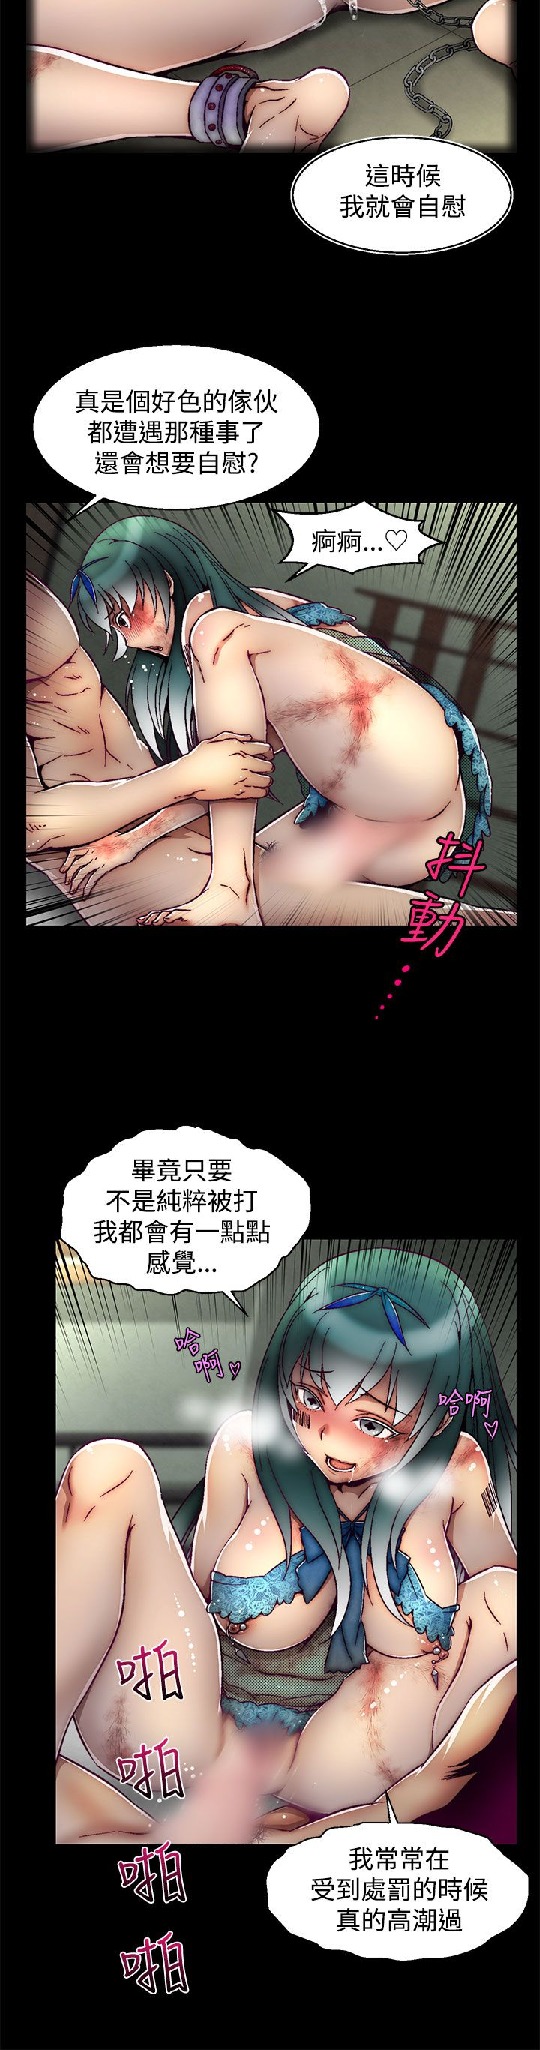 這時候
我就會自慰
真是個好色的傢伙
都遭遇那種事了
還會想要自慰?
痾痾...♡
抖動...
畢竟只要
不是純粹被打
我都會有一點點
感覺...
哈啊♡
哈啊♡
啪
啪
啪
啪
我常常在
受到處罰的時候
真的高潮過